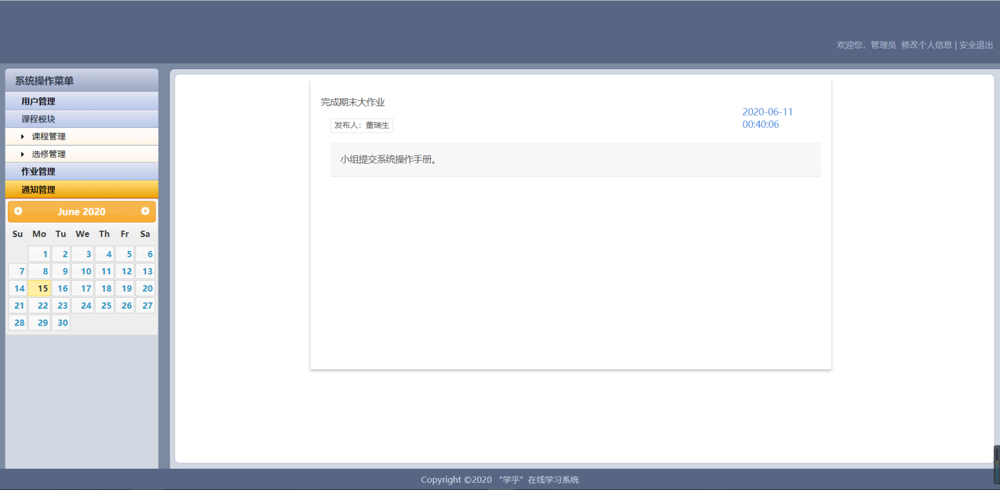 欢迎您，管理员 修改个人信息 | 安全退出
系统操作菜单
用户管理
课程模块
课程管理
选修管理
作业管理
通知管理
June 2020
Su Mo Tu We Th Fr Sa
1 2 3 4 5 6
7 8 9 10 11 12 13
14 15 16 17 18 19 20
21 22 23 24 25 26 27
28 29 30
完成期末大作业
2020-06-11
00:40:06
发布人：董瑞生
小组提交系统操作手册。
Copyright ©2020 “学乎”在线学习系统